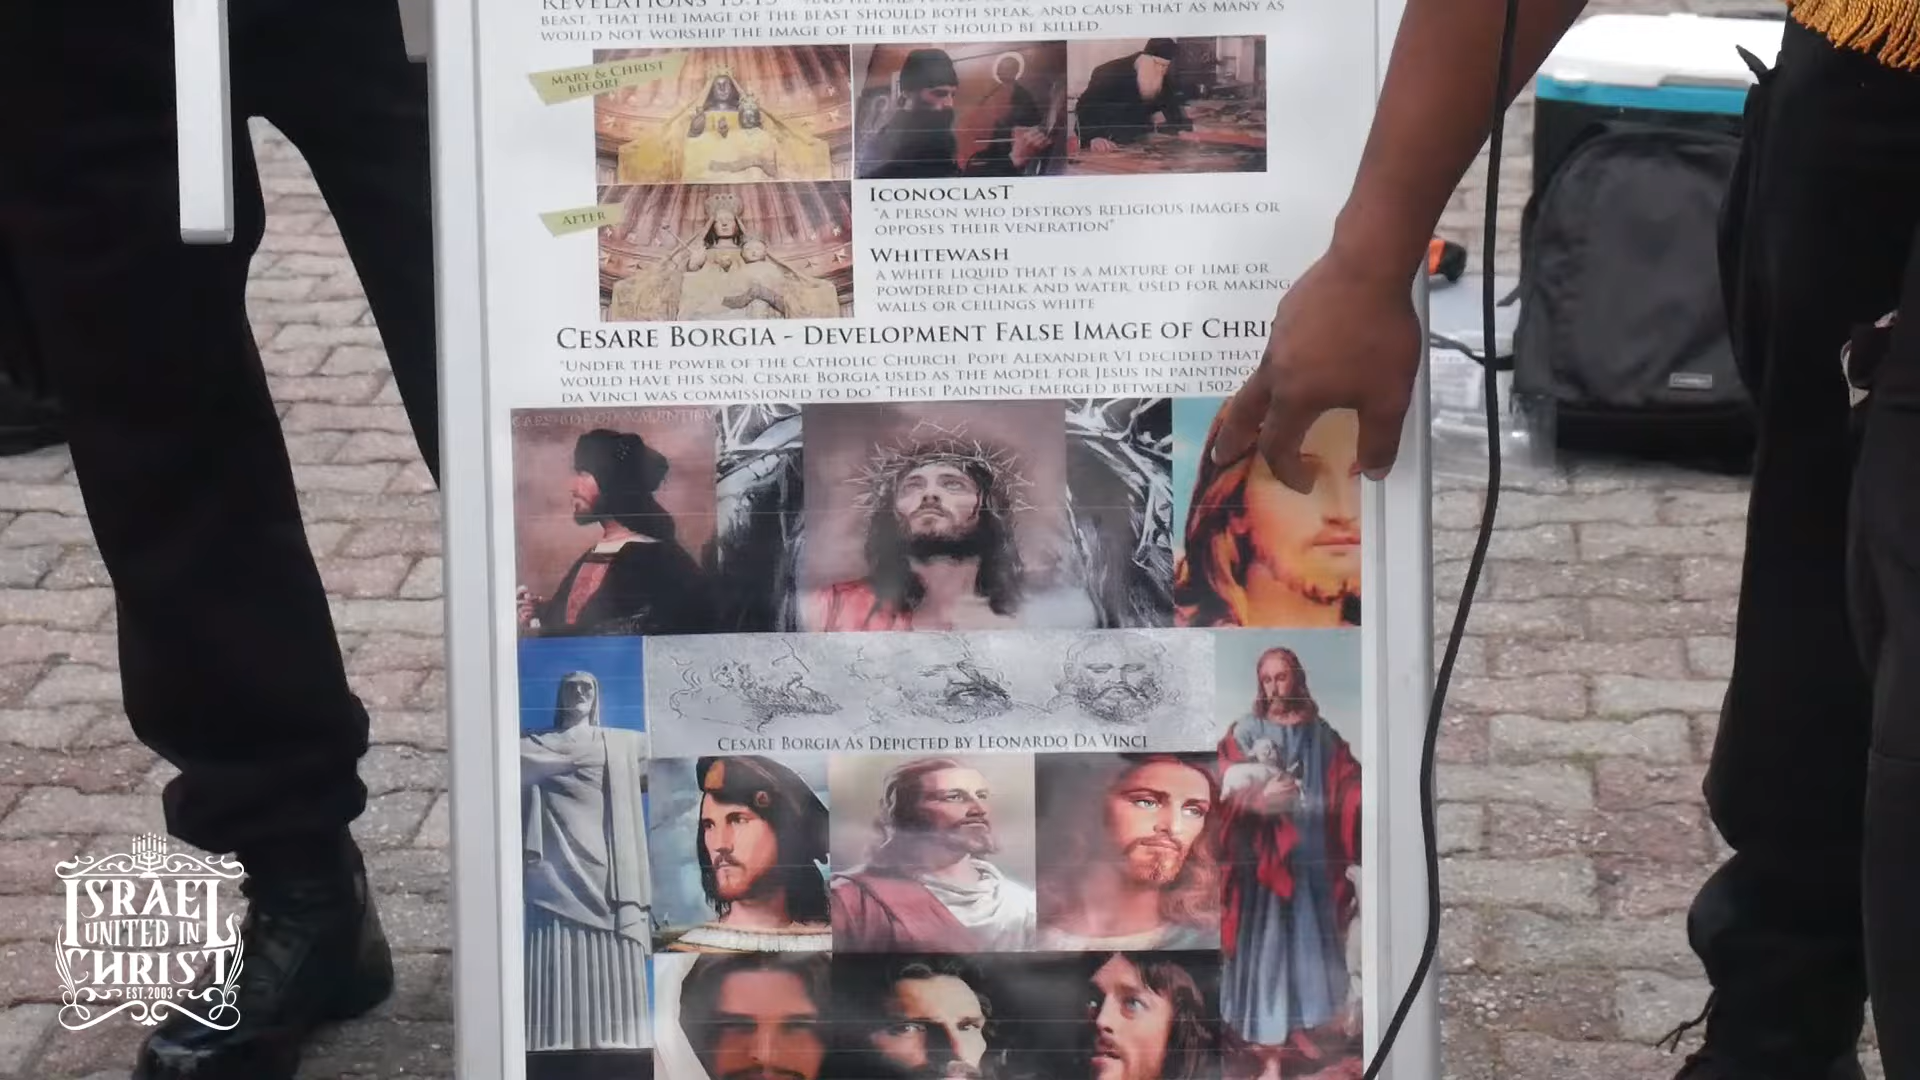 BEAST, THAT THE IMAGE OF THE BEAST SHOULD BOTH SPEAK, AND CAUSE THAT AS MANY AS
WOULD NOT WORSHIP THE IMAGE OF THE BEAST SHOULD BE KILLED.
MARY & CHRIST
BEFORE
AFTER
ICONOCLAST
"A PERSON WHO DESTROYS RELIGIOUS IMAGES OR
OPPOSES THEIR VENERATION"
WHITEWASH
A WHITE LIQUID THAT IS A MIXTURE OF LIME OR
POWDERED CHALK AND WATER, USED FOR MAKING
WALLS OR CEILINGS WHITE
CESARE BORGIA - DEVELOPMENT FALSE IMAGE OF
"UNDER THE POWER OF THE CATHOLIC CHURCH, POPE ALEXANDER VI DECIDED THAT
WOULD HAVE HIS SON, CESARE BORGIA USED AS THE MODEL FOR JESUS IN PAINTINGS
DA VINCI WAS COMMISSIONED TO DO." THESE PAINTING EMERGED BETWEEN: 1502-
CESARE BORGIA AS DEPICTED BY LEONARDO DA VINCI
ISRAEL
UNITED IN
CHRIST
EST.2003